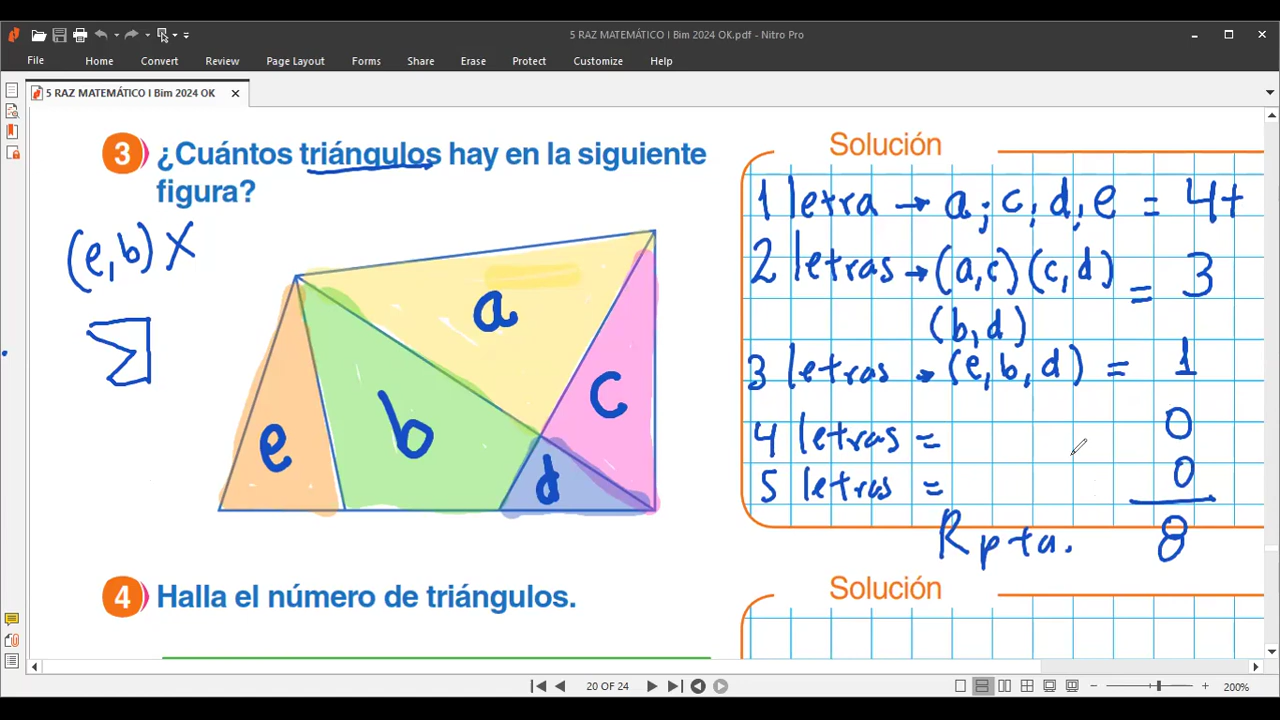 5 RAZ MATEMÁTICO I Bim 2024 OK.pdf - Nitro Pro
File Home Convert Review Page Layout Forms Share Erase Protect Customize Help
5 RAZ MATEMÁTICO I Bim 2024 OK
3 ¿Cuántos triángulos hay en la siguiente
figura?
(e,b) X
Σ
a
b
c
d
e
Solución
1 letra → a; c, d, e = 4+
2 letras → (a,c) (c,d) = 3
(b,d)
3 letras → (e,b,d) = 1
4 letras = 0
5 letras = 0
Rpta. 8
4 Halla el número de triángulos.
Solución
20 OF 24
200%